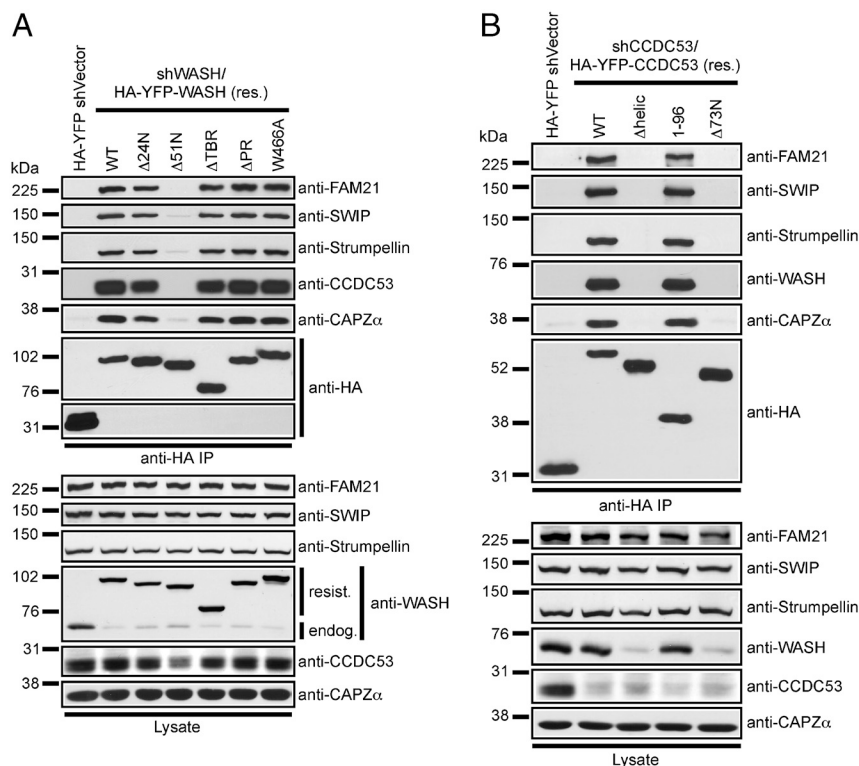 A
shWASH/
HA-YFP-WASH (res.)
HA-YFP shVector
WT
Δ24N
Δ51N
ΔTBR
ΔPR
W466A
kDa
225
anti-FAM21
150
anti-SWIP
150
anti-Strumpellin
31
anti-CCDC53
38
anti-CAPZα
102
76
anti-HA
31
anti-HA IP
225
anti-FAM21
150
anti-SWIP
150
anti-Strumpellin
102
resist.
anti-WASH
76
endog.
31
anti-CCDC53
38
anti-CAPZα
Lysate
B
shCCDC53/
HA-YFP-CCDC53 (res.)
HA-YFP shVector
WT
Δhelic
1-96
Δ73N
kDa
225
anti-FAM21
150
anti-SWIP
150
anti-Strumpellin
76
anti-WASH
38
anti-CAPZα
52
38
anti-HA
31
anti-HA IP
225
anti-FAM21
150
anti-SWIP
150
anti-Strumpellin
76
anti-WASH
31
anti-CCDC53
38
anti-CAPZα
Lysate